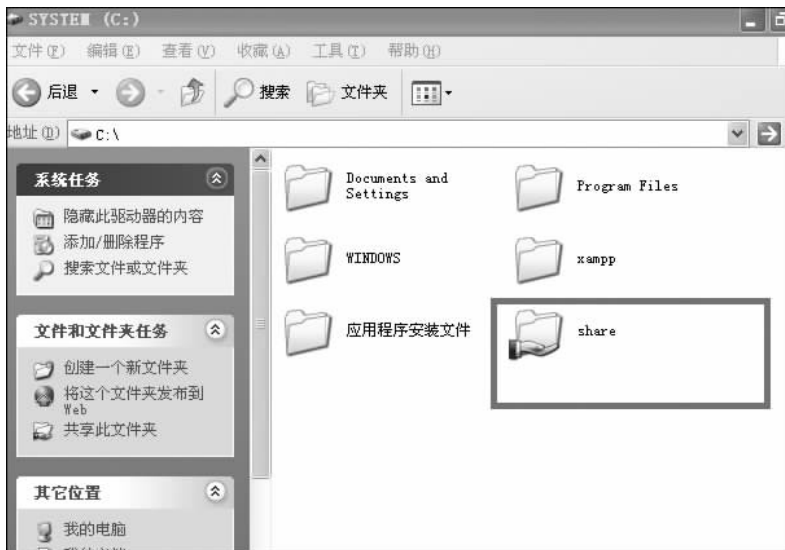 SYSTEM (C:)
文件(F) 编辑(E) 查看(V) 收藏(A) 工具(T) 帮助(H)
后退 搜索 文件夹
地址(D) C:\
系统任务
隐藏此驱动器的内容
添加/删除程序
搜索文件或文件夹
文件和文件夹任务
创建一个新文件夹
将这个文件夹发布到
Web
共享此文件夹
其它位置
我的电脑
Documents and
Settings
Program Files
WINDOWS
xampp
应用程序安装文件
share